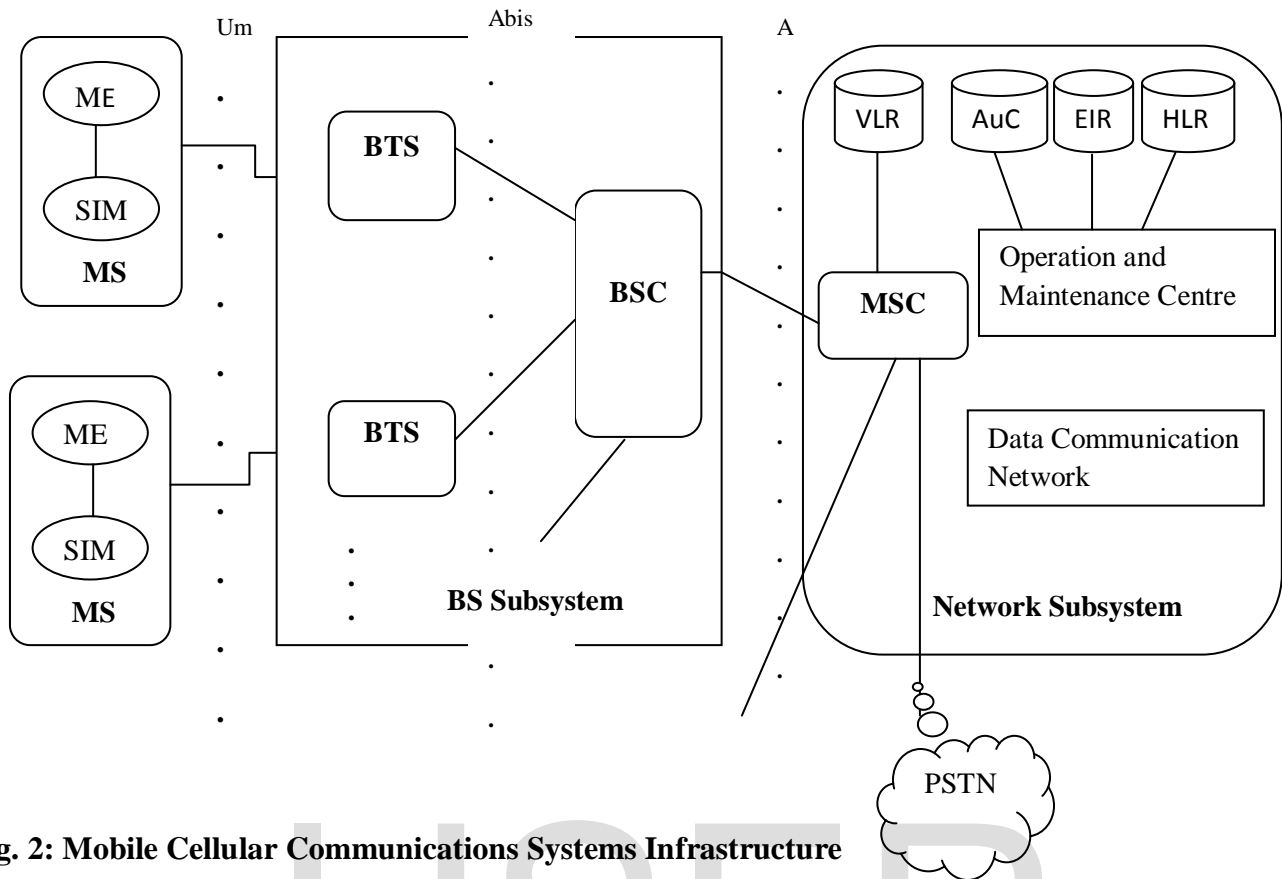 Um
Abis
A
ME
SIM
MS
BTS
BSC
VLR
AuC
EIR
HLR
Operation and
Maintenance Centre
MSC
ME
SIM
MS
BTS
BS Subsystem
Data Communication
Network
Network Subsystem
PSTN
g. 2: Mobile Cellular Communications Systems Infrastructure